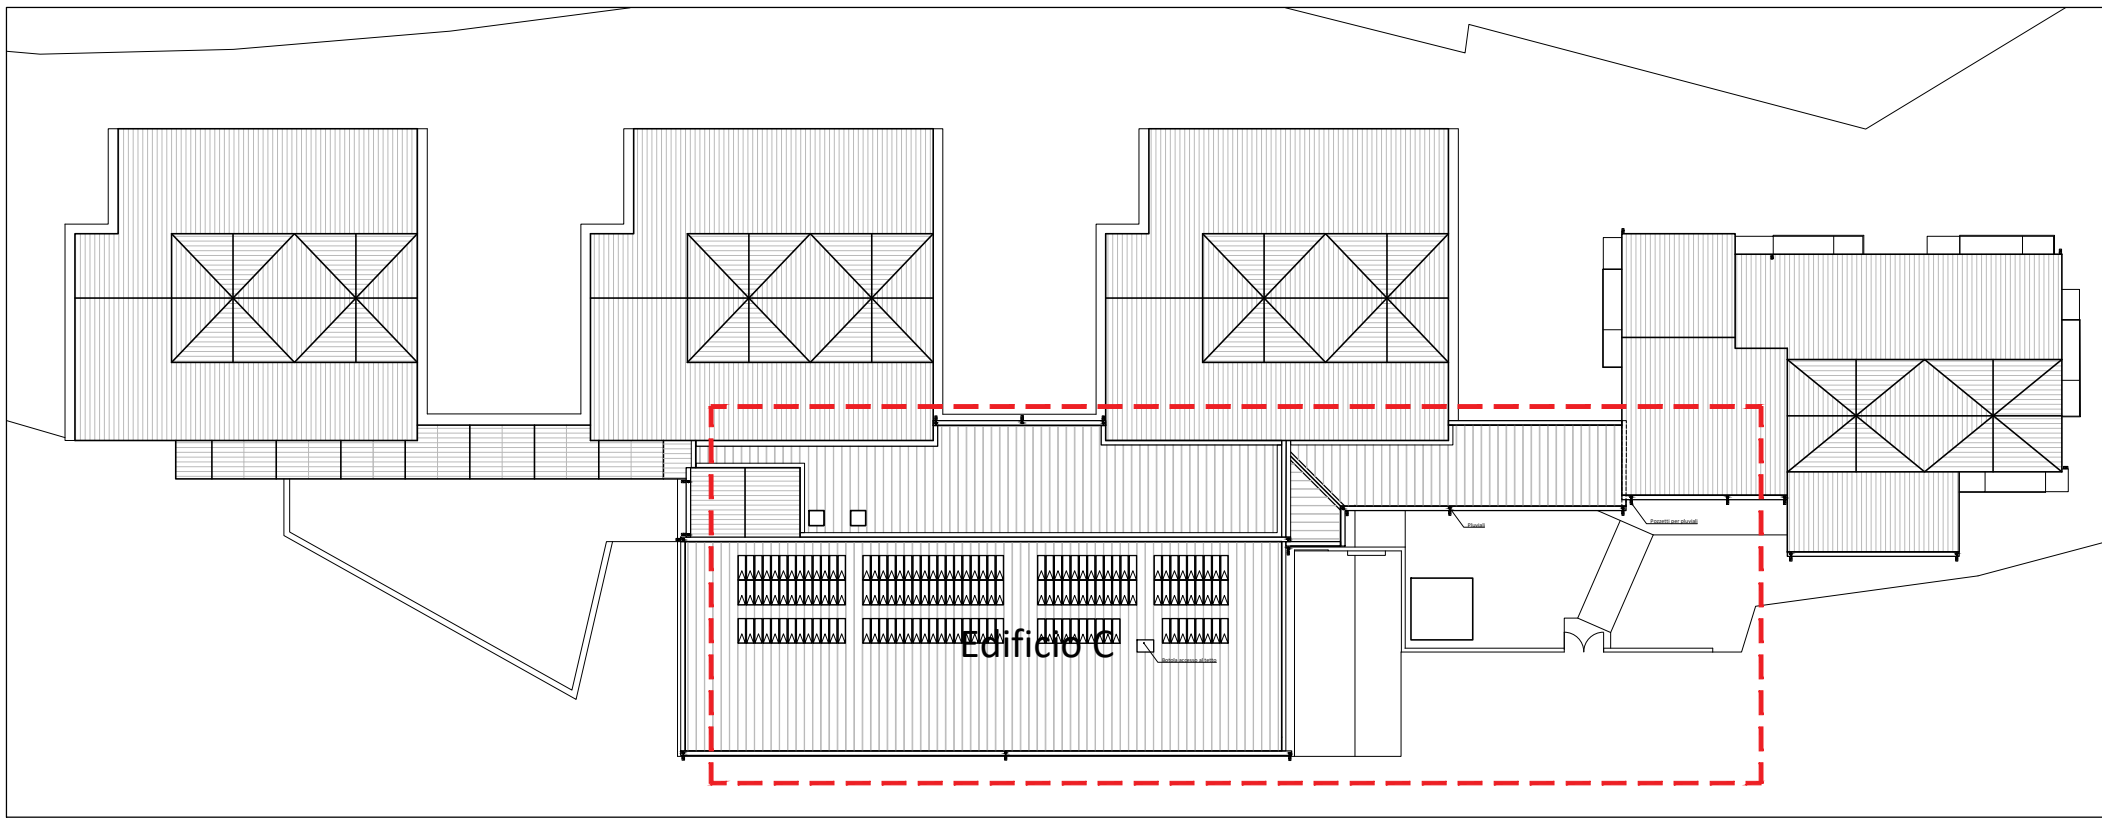 Pluviali
Pozzetti per pluviali
Edificio C
Botola accesso al tetto